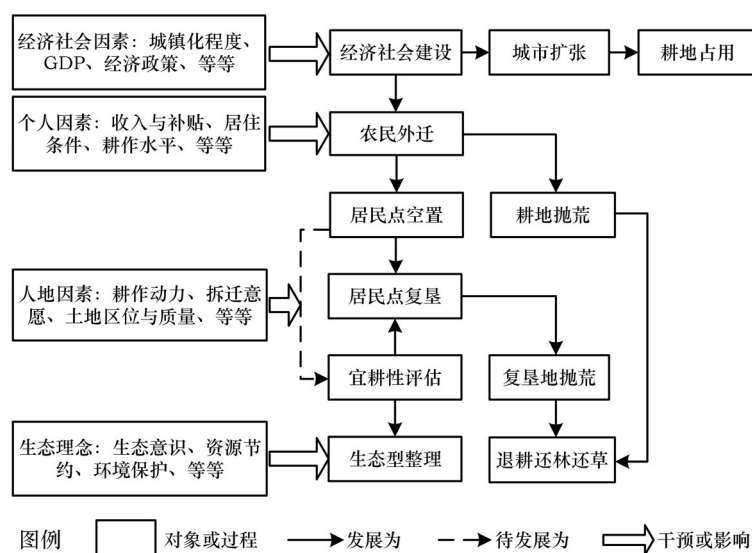 经济社会因素：城镇化程度、
GDP、经济政策、等等
经济社会建设
城市扩张
耕地占用
个人因素：收入与补贴、居住
条件、耕作水平、等等
农民外迁
居民点空置
耕地抛荒
人地因素：耕作动力、拆迁意
愿、土地区位与质量、等等
居民点复垦
宜耕性评估
复垦地抛荒
生态理念：生态意识、资源节
约、环境保护、等等
生态型整理
退耕还林还草
图例
对象或过程
发展为
待发展为
干预或影响